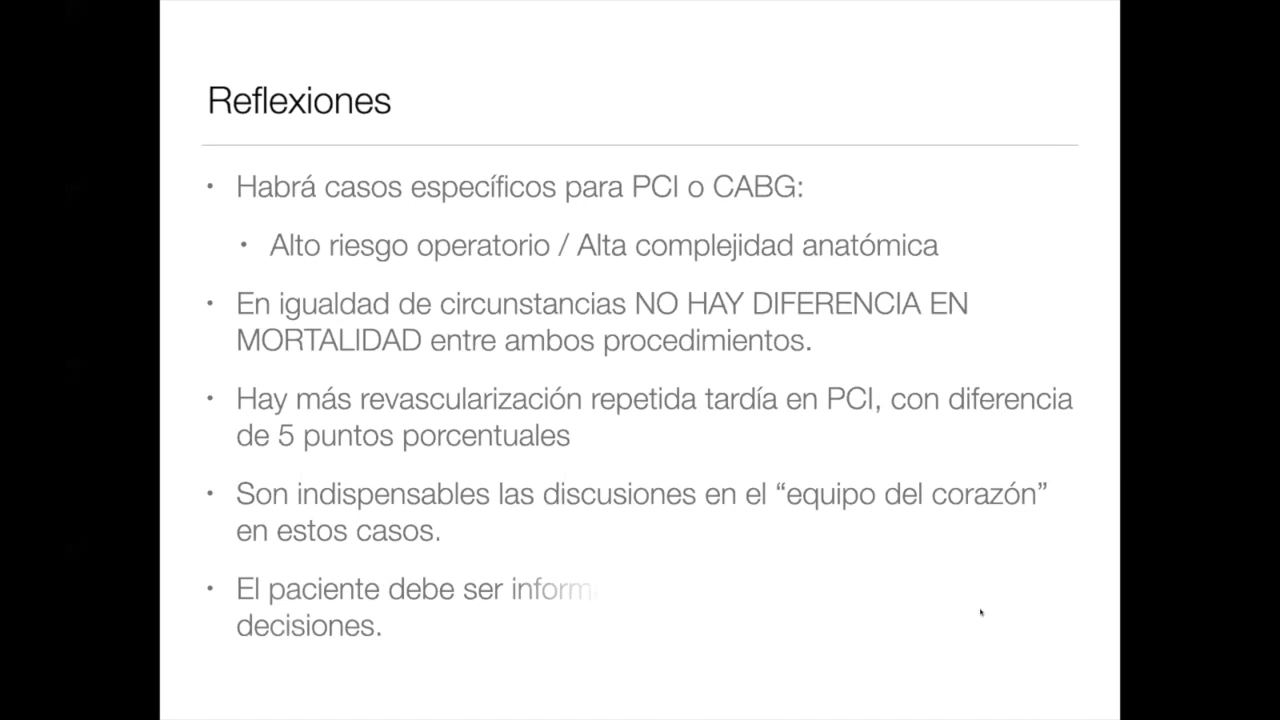 Reflexiones
• Habrá casos específicos para PCI o CABG:
• Alto riesgo operatorio / Alta complejidad anatómica
• En igualdad de circunstancias NO HAY DIFERENCIA EN
MORTALIDAD entre ambos procedimientos.
• Hay más revascularización repetida tardía en PCI, con diferencia
de 5 puntos porcentuales
• Son indispensables las discusiones en el “equipo del corazón”
en estos casos.
• El paciente debe ser inform
decisiones.